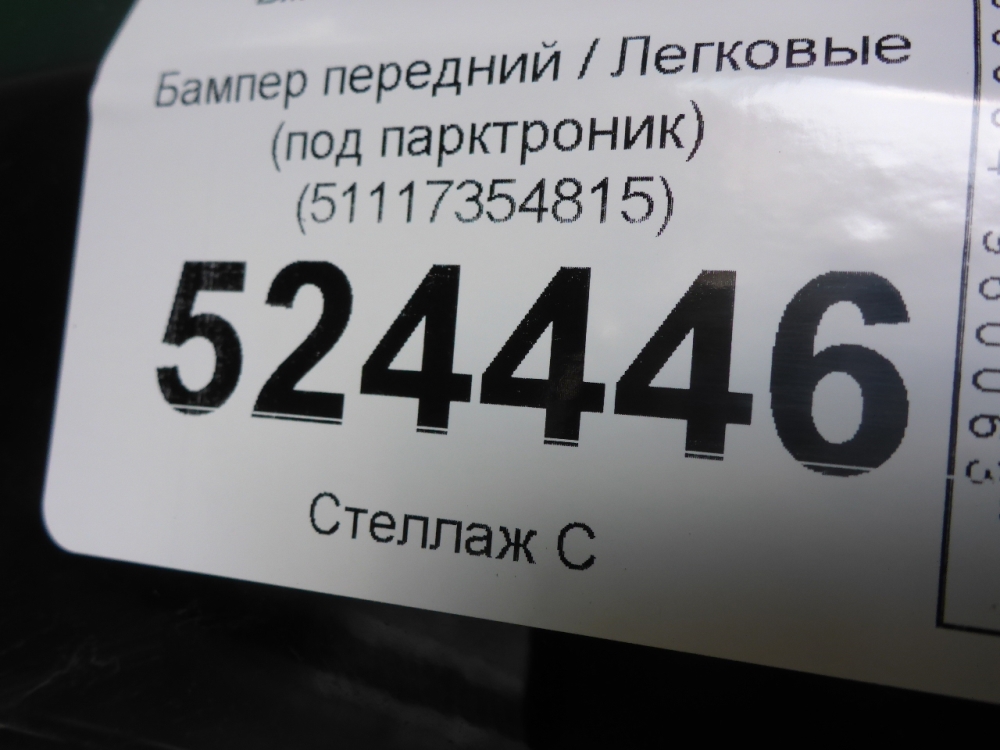 Бампер передний / Легковые
(под парктроник)
(51117354815)
524446
Стеллаж С